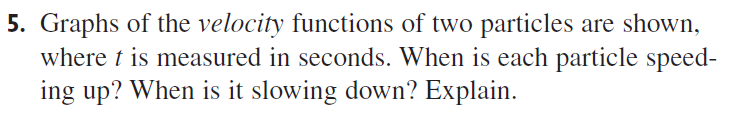 5. Graphs of the velocity functions of two particles are shown,
where t is measured in seconds. When is each particle speed-
ing up? When is it slowing down? Explain.